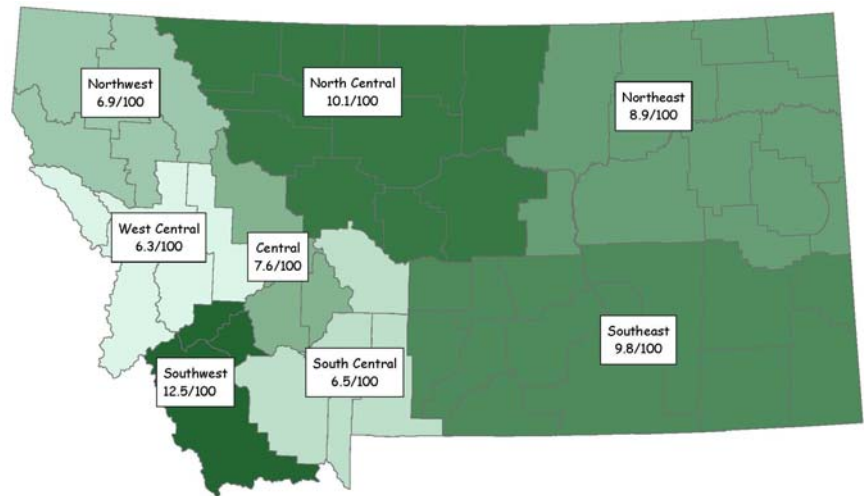 Northwest
6.9/100
North Central
10.1/100
Northeast
8.9/100
West Central
6.3/100
Central
7.6/100
Southeast
9.8/100
Southwest
12.5/100
South Central
6.5/100